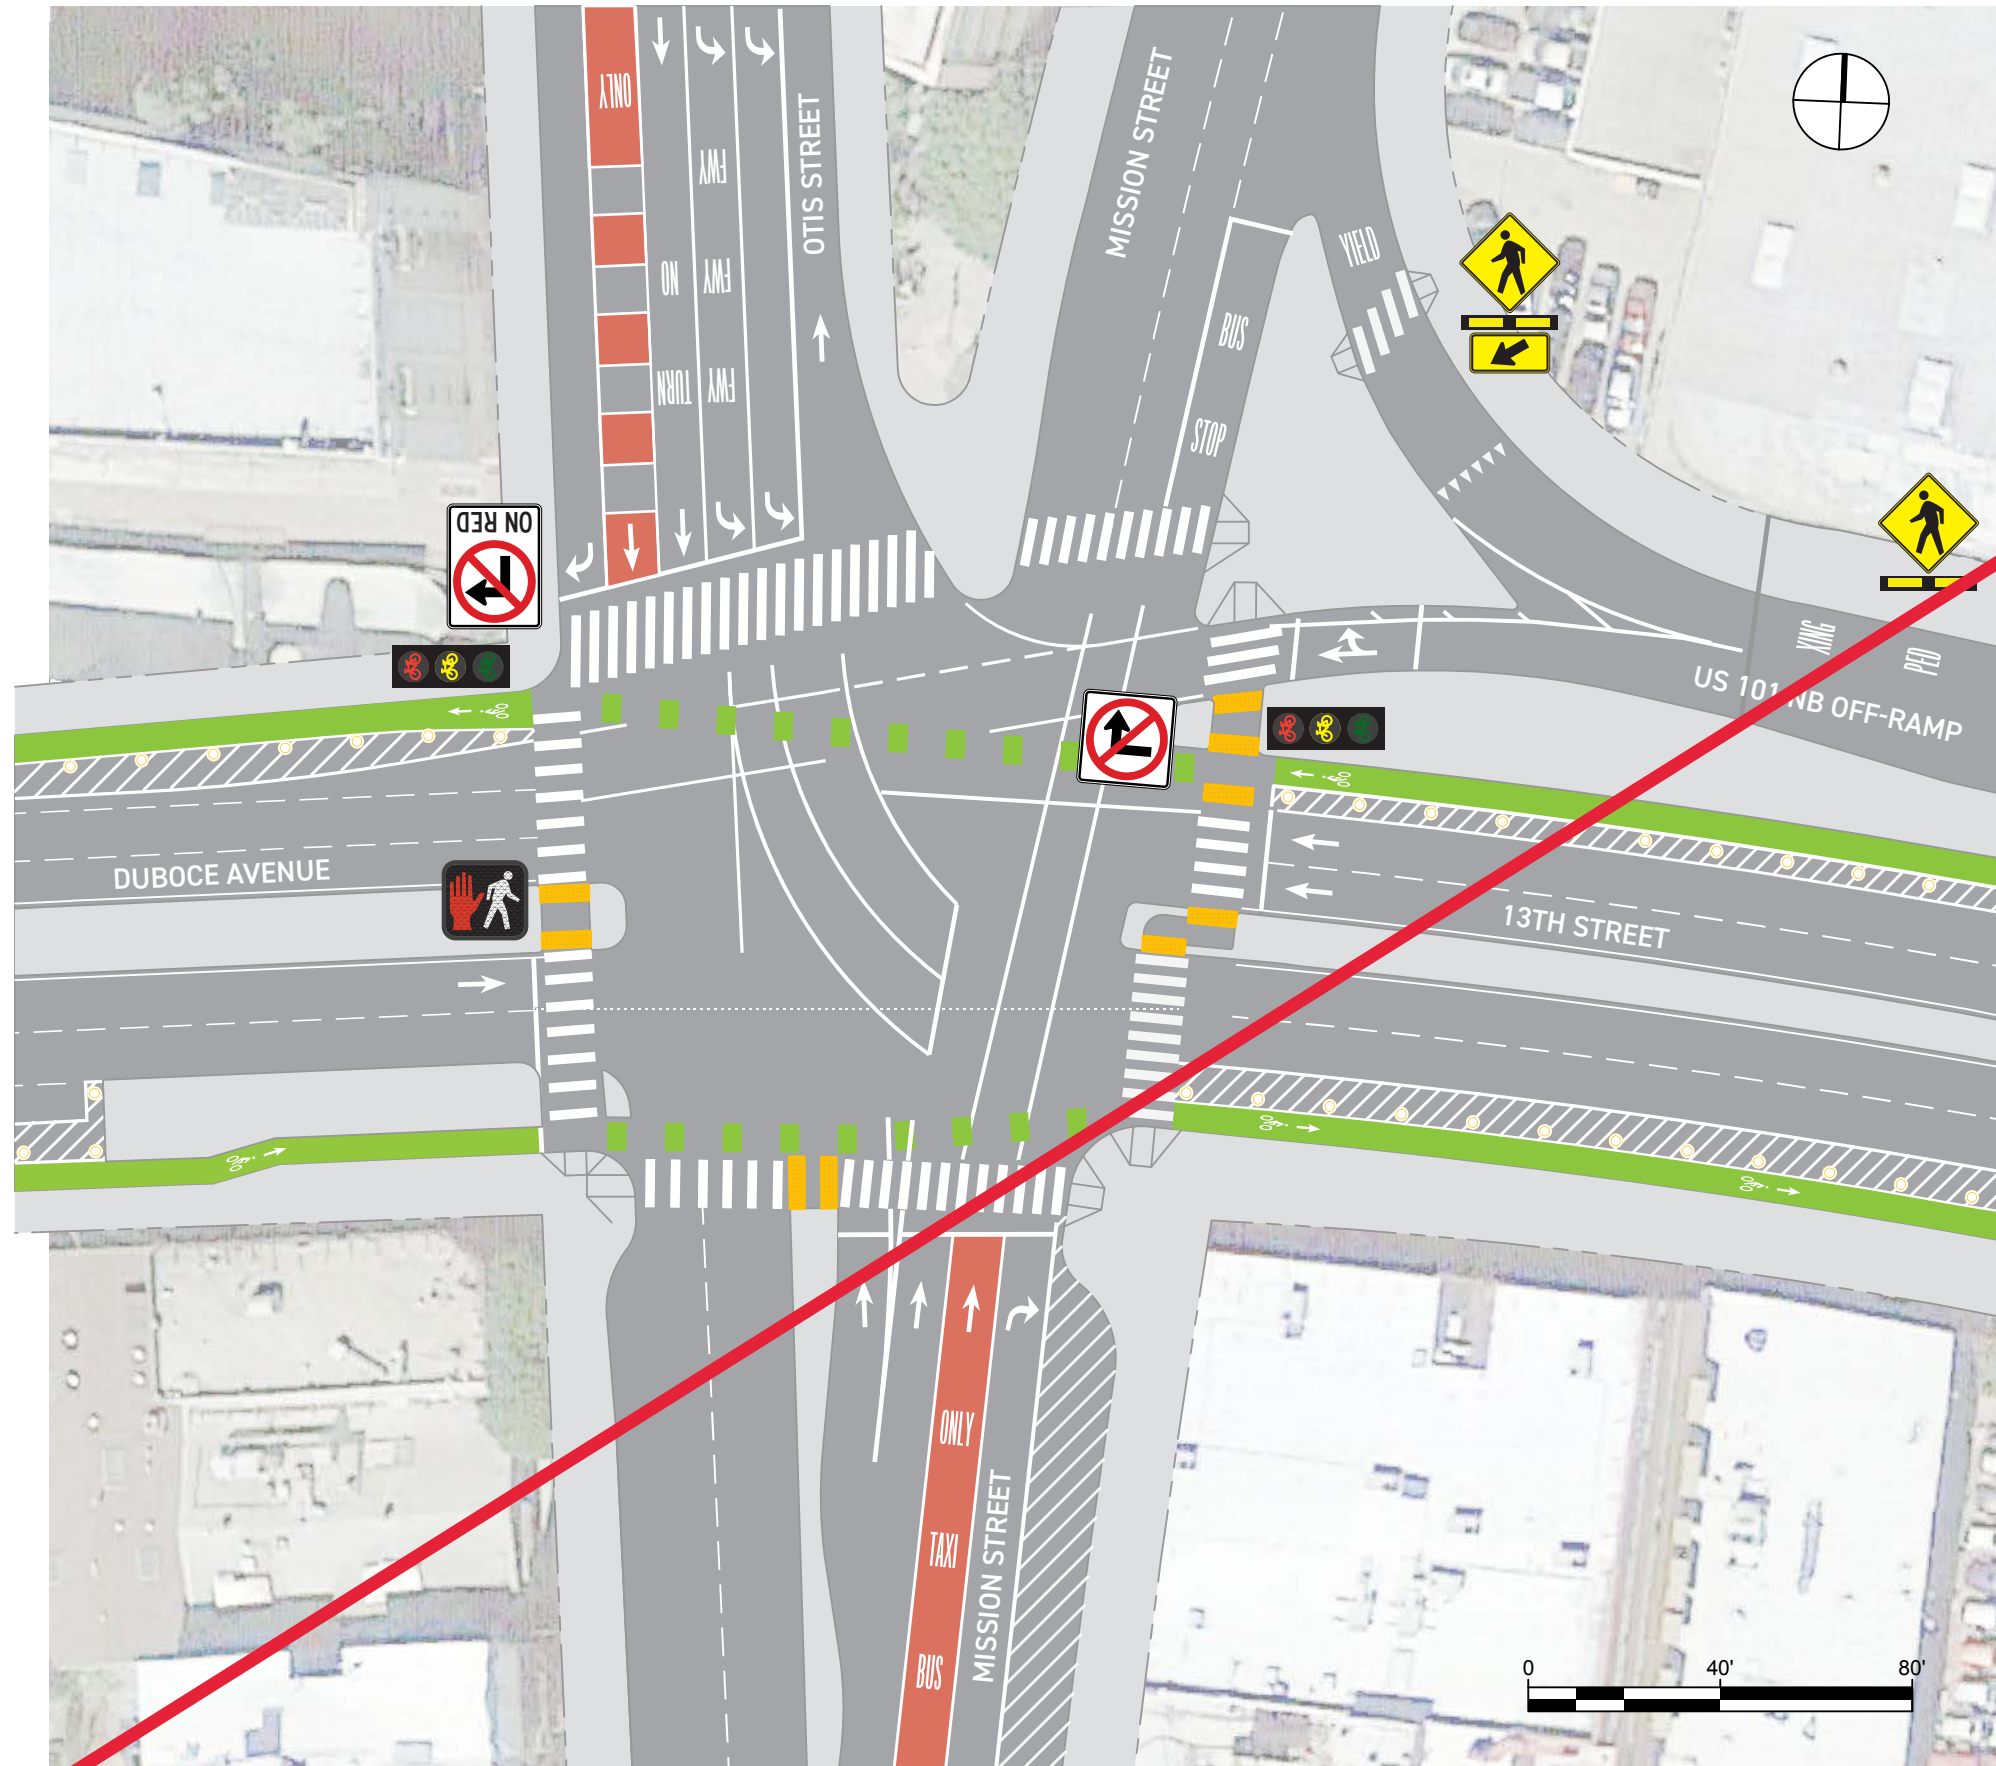 ONLY
FWY
FWY
FWY
NO
TURN
OTIS STREET
MISSION STREET
YIELD
BUS
STOP
ON RED
XING
PED
US 101 NB OFF-RAMP
DUBOCE AVENUE
13TH STREET
ONLY
TAXI
BUS
MISSION STREET
0 40' 80'